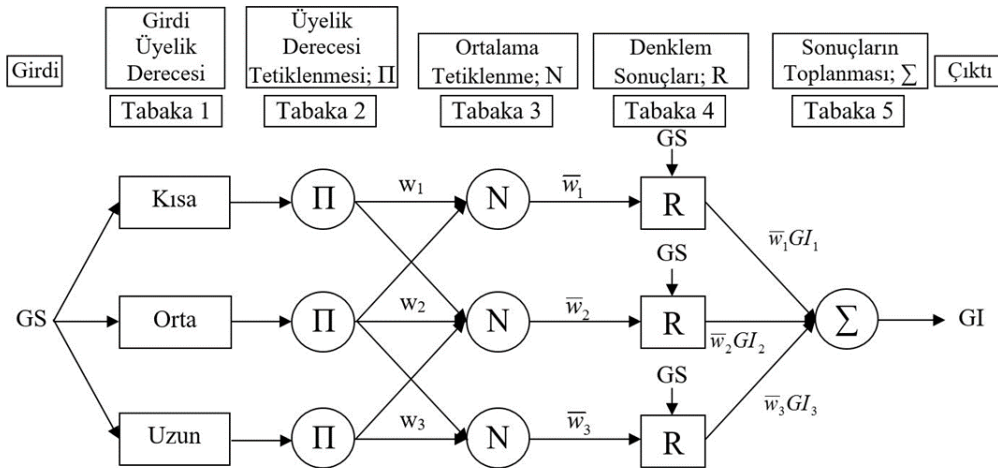 Girdi
Girdi
Üyelik
Derecesi
Tabaka 1
Üyelik
Derecesi
Tetiklenmesi; Π
Tabaka 2
Ortalama
Tetiklenme; N
Tabaka 3
Denklem
Sonuçları; R
Tabaka 4
Sonuçların
Toplanması; ∑
Tabaka 5
Çıktı
GS
Kısa
Π
w₁
N
w̅₁
GS
R
w̅₁GI₁
Orta
Π
w₂
N
w̅₂
GS
R
w̅₂GI₂
Uzun
Π
w₃
N
w̅₃
GS
R
w̅₃GI₃
∑
GI